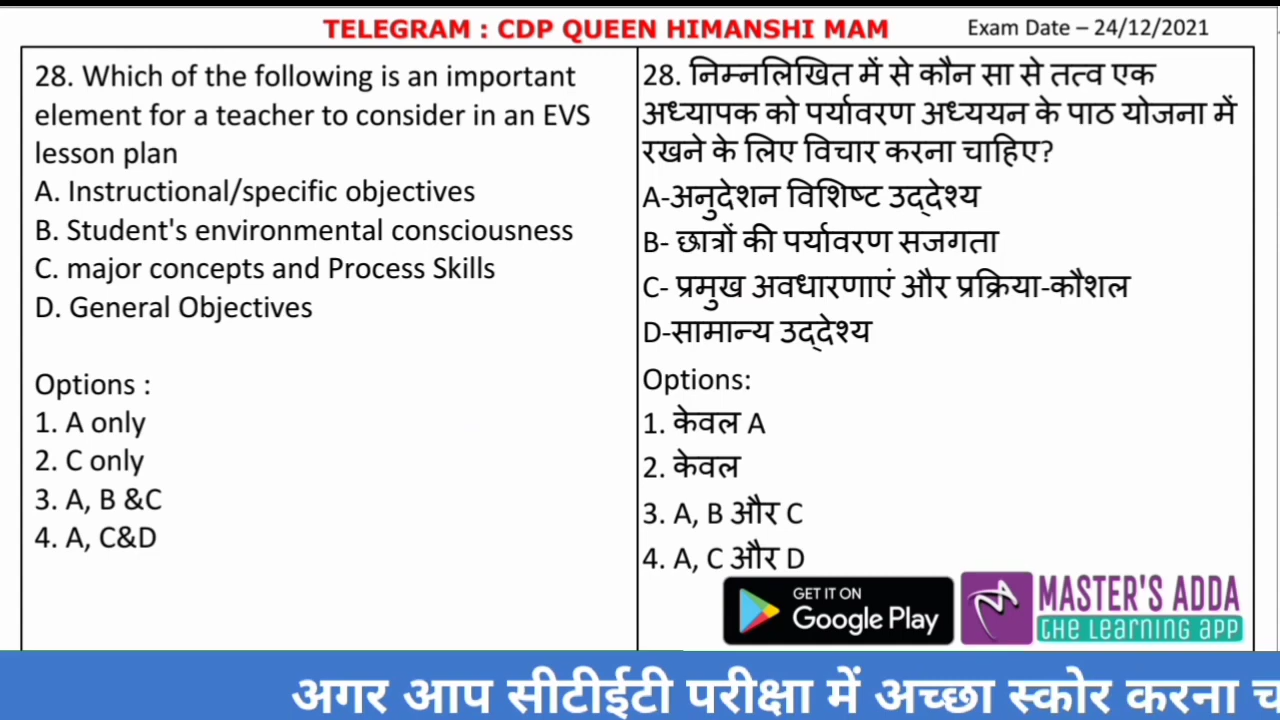 TELEGRAM : CDP QUEEN HIMANSHI MAM
Exam Date – 24/12/2021
28. Which of the following is an important
element for a teacher to consider in an EVS
lesson plan
A. Instructional/specific objectives
B. Student's environmental consciousness
C. major concepts and Process Skills
D. General Objectives
Options :
1. A only
2. C only
3. A, B &C
4. A, C&D
28. निम्नलिखित में से कौन सा से तत्व एक
अध्यापक को पर्यावरण अध्ययन के पाठ योजना में
रखने के लिए विचार करना चाहिए?
A-अनुदेशन विशिष्ट उद्देश्य
B- छात्रों की पर्यावरण सजगता
C- प्रमुख अवधारणाएं और प्रक्रिया-कौशल
D-सामान्य उद्देश्य
Options:
1. केवल A
2. केवल
3. A, B और C
4. A, C और D
GET IT ON
Google Play
MASTER'S ADDA
THE LEARNING APP
अगर आप सीटीईटी परीक्षा में अच्छा स्कोर करना